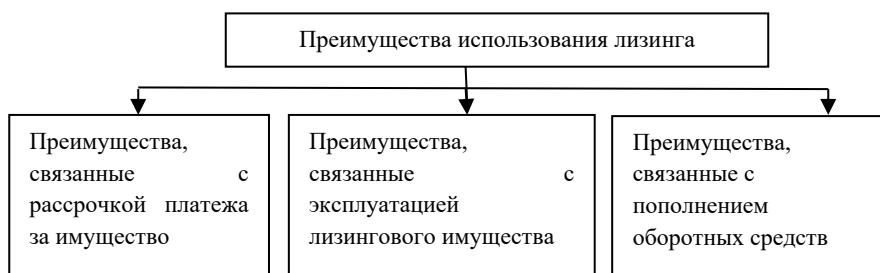 Преимущества использования лизинга
Преимущества,
связанные с
рассрочкой платежа
за имущество
Преимущества,
связанные с
эксплуатацией
лизингового имущества
Преимущества,
связанные с
пополнением
оборотных средств